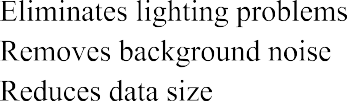 Eliminates lighting problems
Removes background noise
Reduces data size